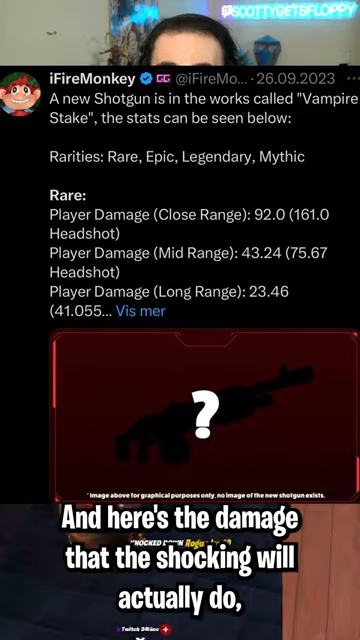 @SCOTTYGETSFLOPPY
iFireMonkey GG @iFireMo... · 26.09.2023 ...
A new Shotgun is in the works called "Vampire
Stake", the stats can be seen below:
Rarities: Rare, Epic, Legendary, Mythic
Rare:
Player Damage (Close Range): 92.0 (161.0
Headshot)
Player Damage (Mid Range): 43.24 (75.67
Headshot)
Player Damage (Long Range): 23.46
(41.055... Vis mer
?
* Image above for graphical purposes only, no image of the new shotgun exists.
And here's the damage
KNOCKED DOWN
that the shocking will
actually do,